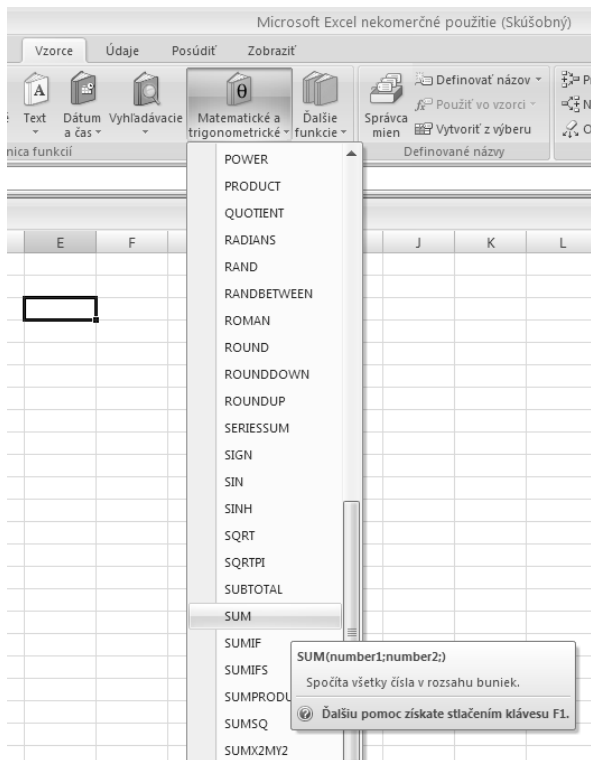 Microsoft Excel nekomerčné použitie (Skúšobný)
Vzorce Údaje Posúdiť Zobraziť
Text Dátum a čas Vyhľadávacie Matematické a trigonometrické Ďalšie funkcie Správca mien
Definovať názov
Použiť vo vzorci
Vytvoriť z výberu
nica funkcií Definované názvy
E F J K L
POWER
PRODUCT
QUOTIENT
RADIANS
RAND
RANDBETWEEN
ROMAN
ROUND
ROUNDDOWN
ROUNDUP
SERIESSUM
SIGN
SIN
SINH
SQRT
SQRTPI
SUBTOTAL
SUM
SUMIF
SUMIFS
SUMPRODU
SUMSQ
SUMX2MY2
SUM(number1;number2;)
Spočíta všetky čísla v rozsahu buniek.
Ďalšiu pomoc získate stlačením klávesu F1.